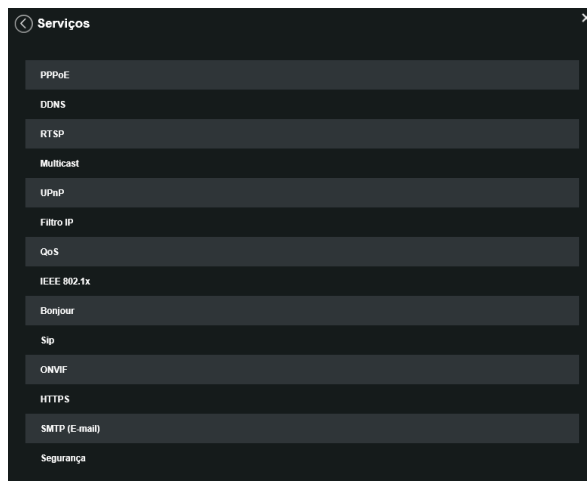 Serviços
PPPoE
DDNS
RTSP
Multicast
UPnP
Filtro IP
QoS
IEEE 802.1x
Bonjour
Sip
ONVIF
HTTPS
SMTP (E-mail)
Segurança